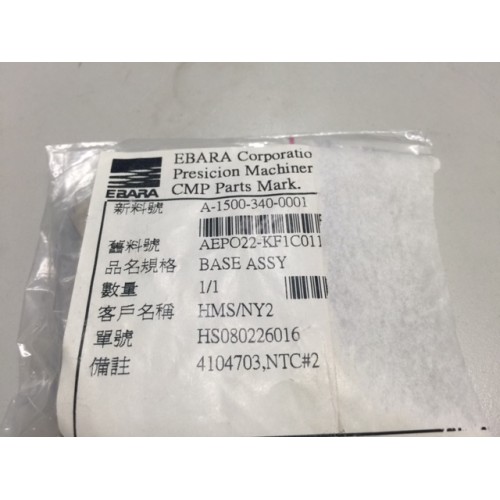 EBARA
EBARA Corporatio
Presicion Machiner
CMP Parts Mark.
新料號 A-1500-340-0001
舊料號 AEPO22-KF1C011
品名規格 BASE ASSY
數量 1/1
客戶名稱 HMS/NY2
單號 HS080226016
備註 4104703,NTC#2